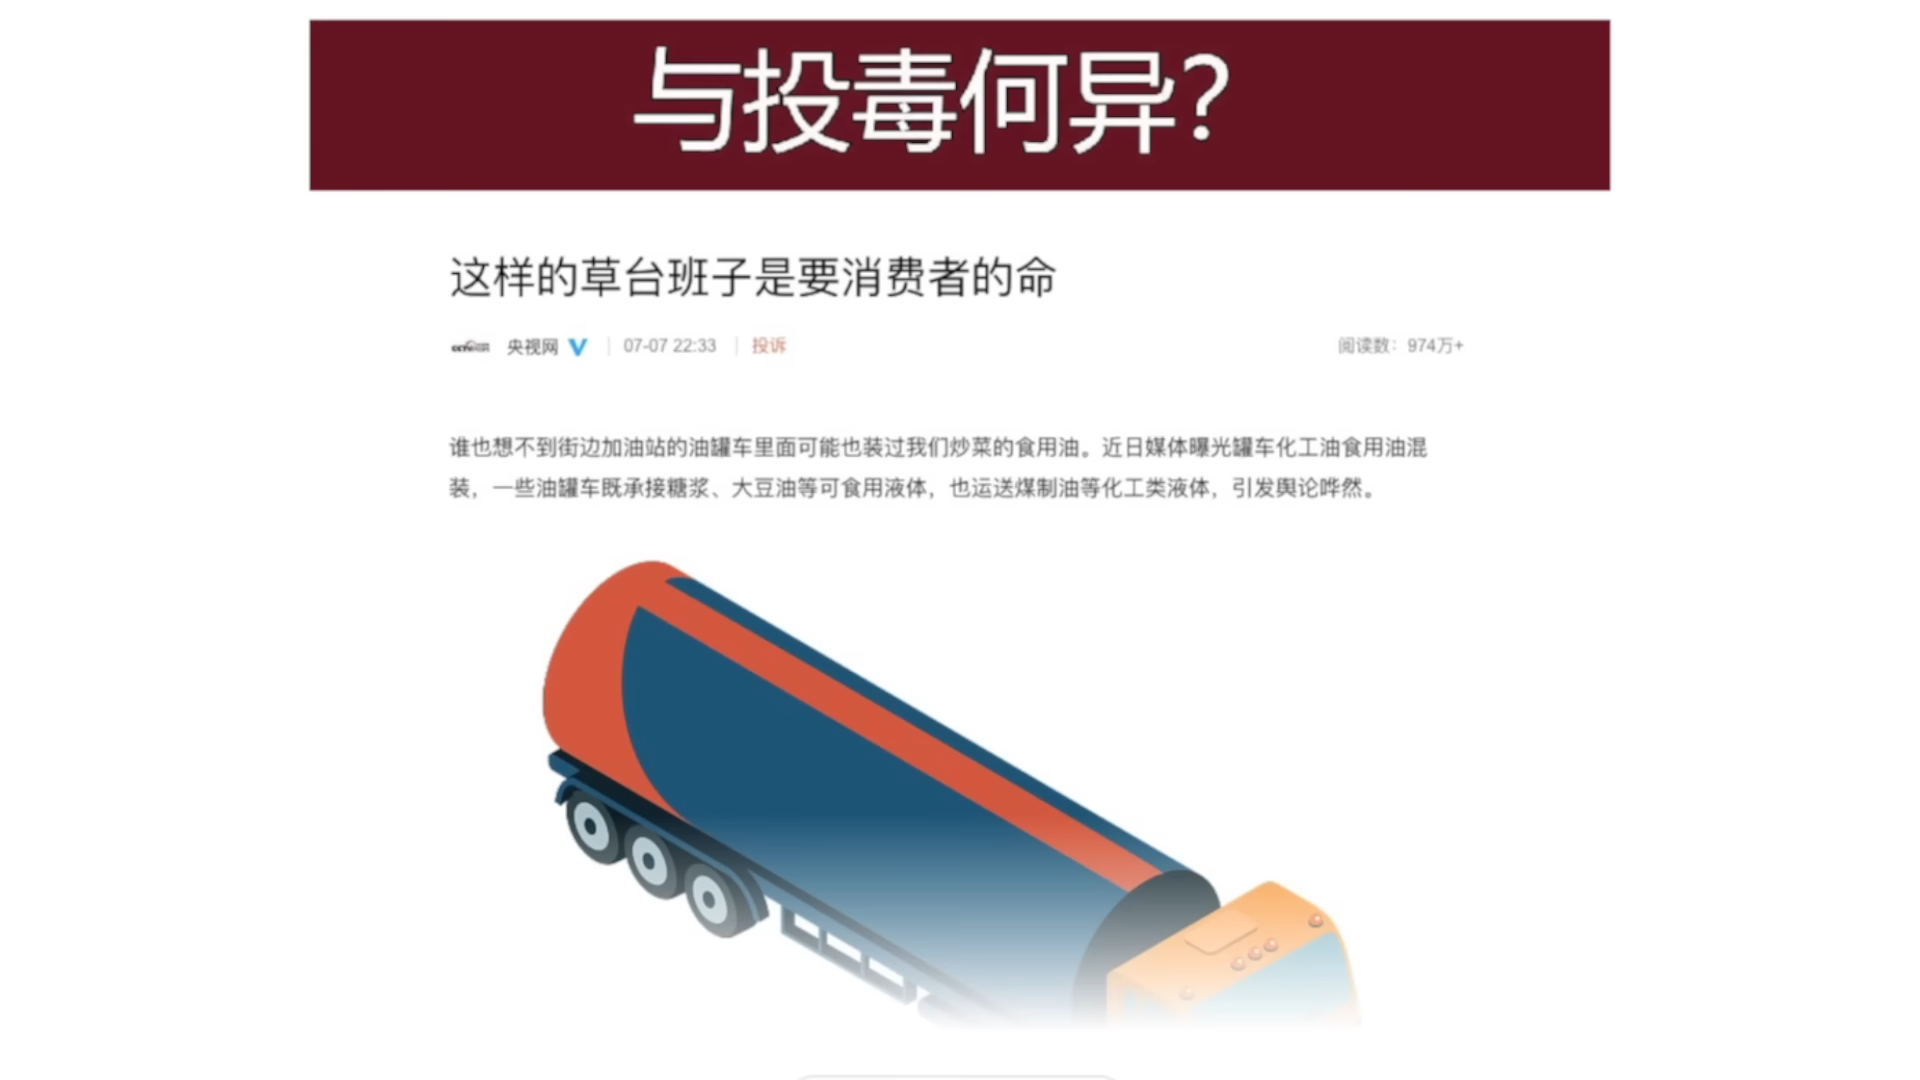 与投毒何异？
这样的草台班子是要消费者的命
央视网 07-07 22:33 投诉 阅读数：974万+
谁也想不到街边加油站的油罐车里面可能也装过我们炒菜的食用油。近日媒体曝光罐车化工油食用油混
装，一些油罐车既承接糖浆、大豆油等可食用液体，也运送煤制油等化工类液体，引发舆论哗然。